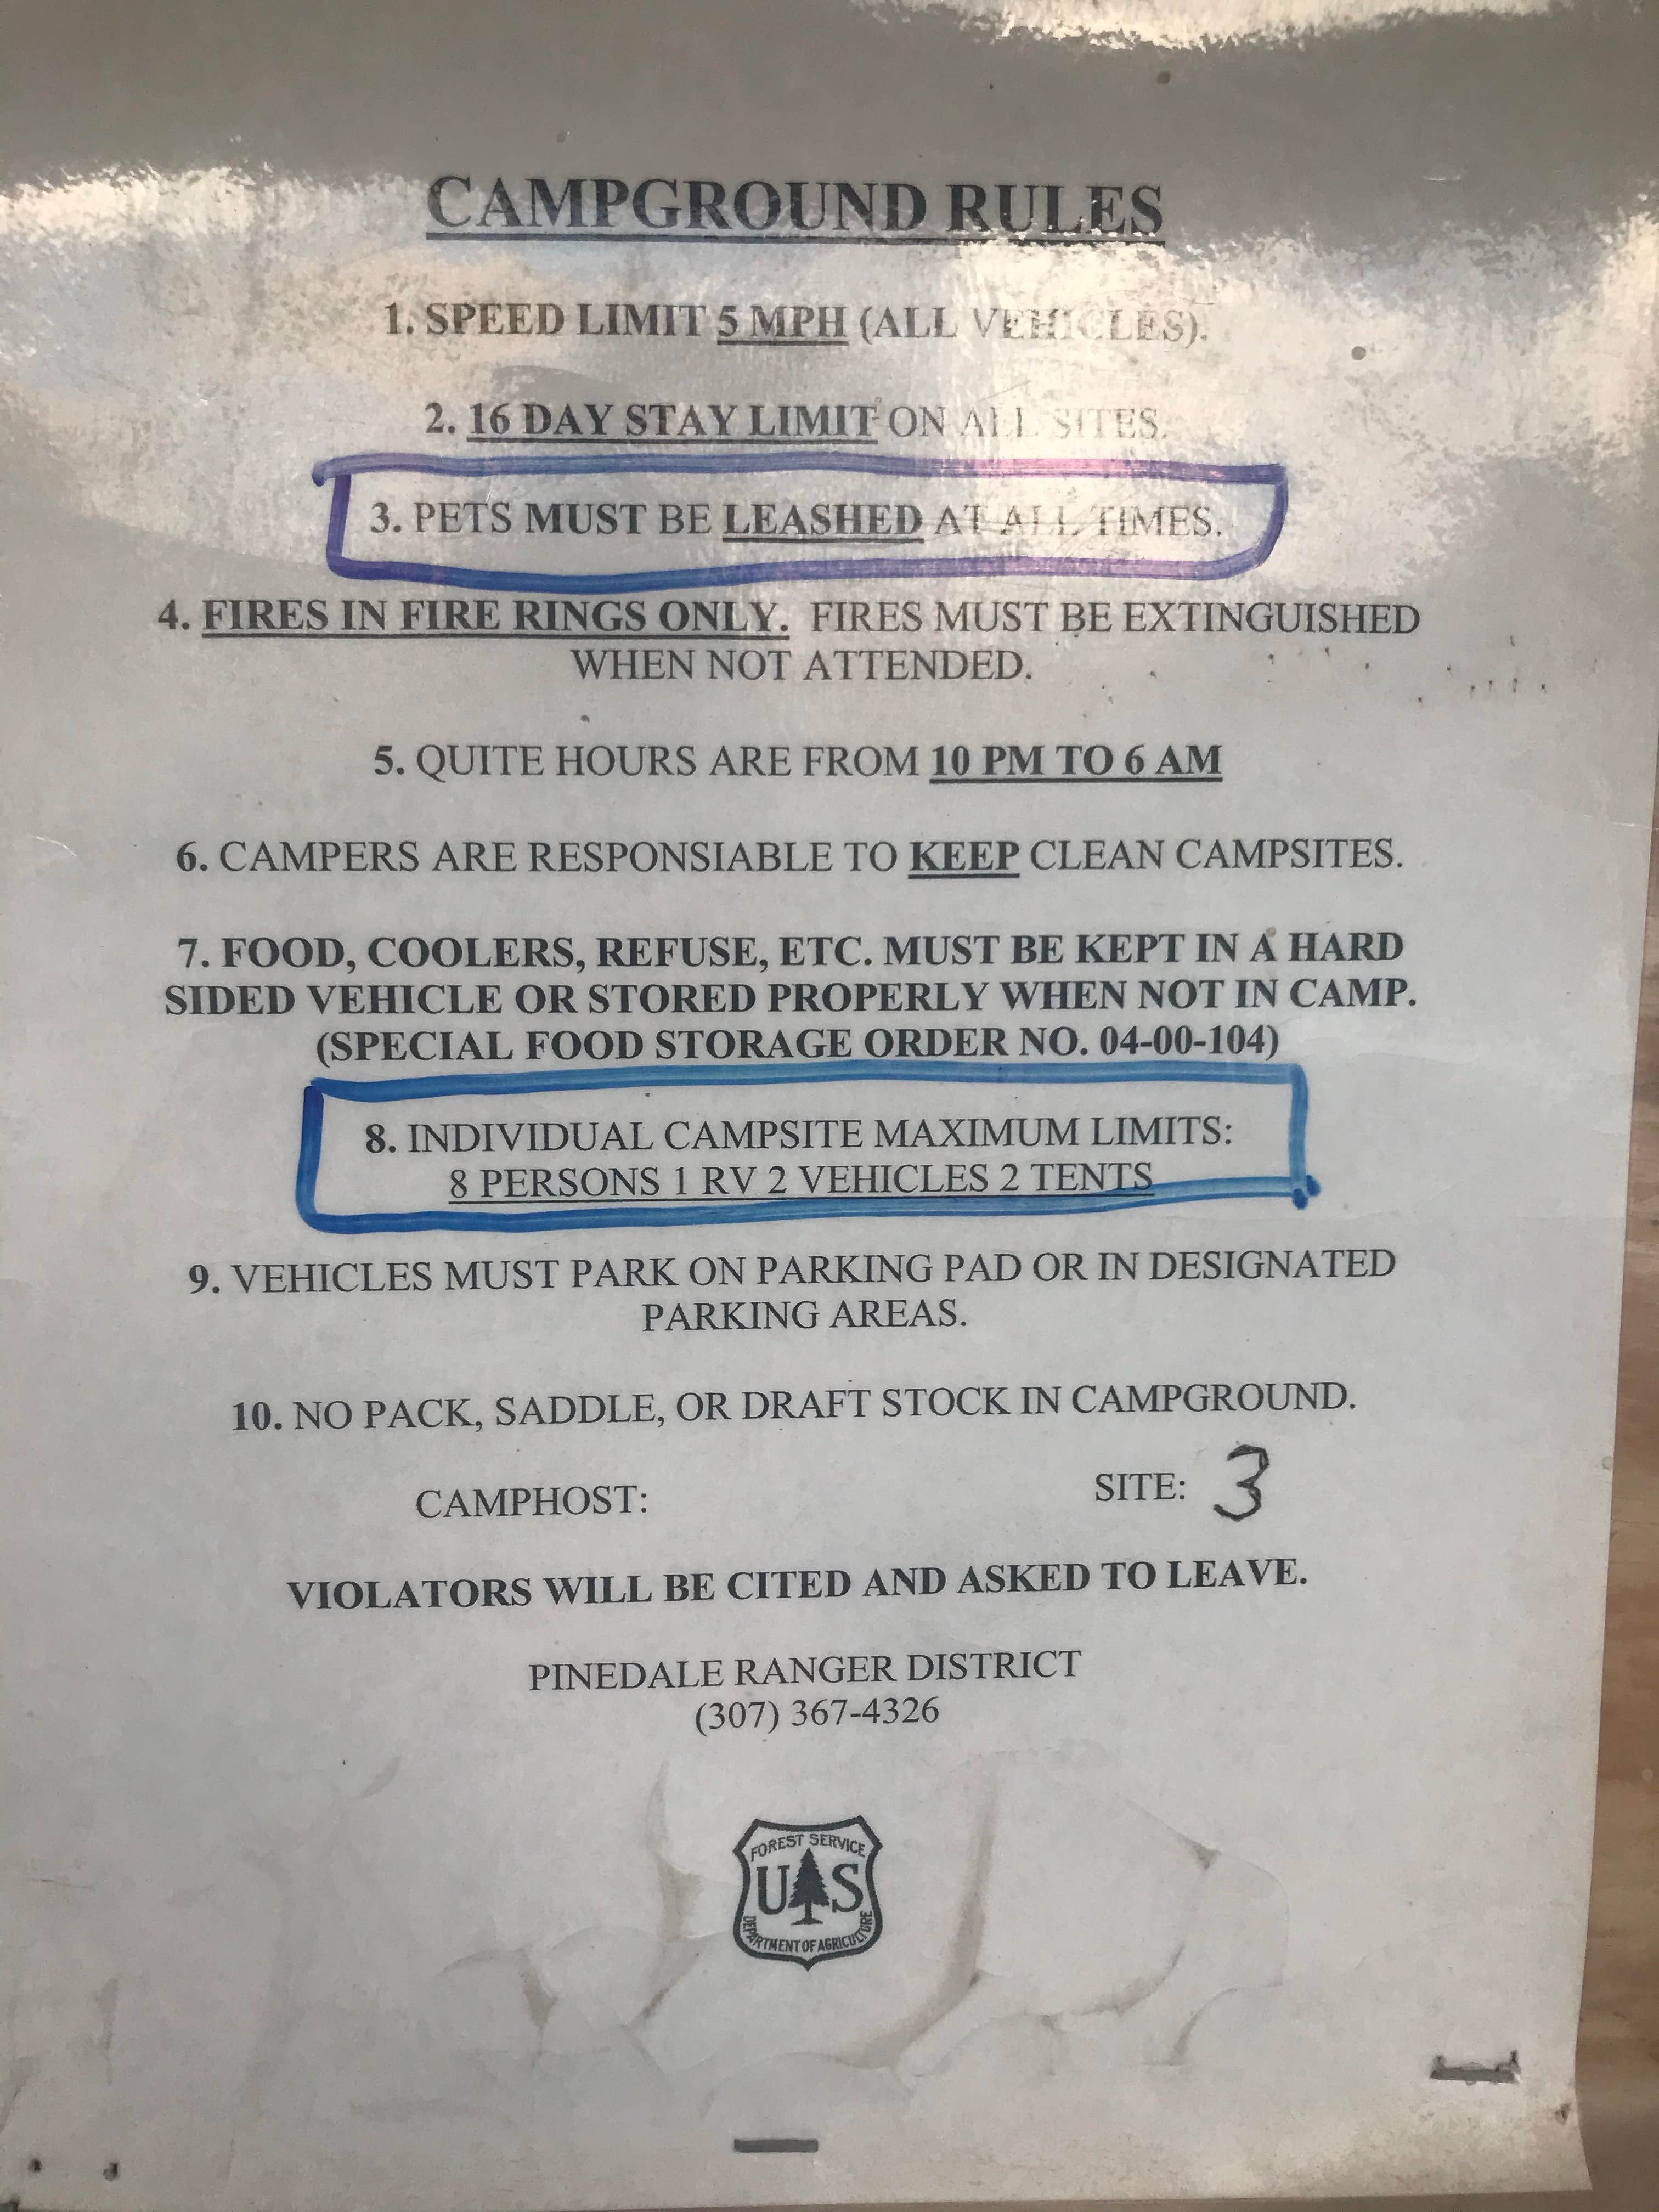 CAMPGROUND RULES
1. SPEED LIMIT 5 MPH (ALL VEHICLES).
2. 16 DAY STAY LIMIT ON ALL SITES.
3. PETS MUST BE LEASHED AT ALL TIMES.
4. FIRES IN FIRE RINGS ONLY. FIRES MUST BE EXTINGUISHED
WHEN NOT ATTENDED.
5. QUITE HOURS ARE FROM 10 PM TO 6 AM
6. CAMPERS ARE RESPONSIABLE TO KEEP CLEAN CAMPSITES.
7. FOOD, COOLERS, REFUSE, ETC. MUST BE KEPT IN A HARD
SIDED VEHICLE OR STORED PROPERLY WHEN NOT IN CAMP.
(SPECIAL FOOD STORAGE ORDER NO. 04-00-104)
8. INDIVIDUAL CAMPSITE MAXIMUM LIMITS:
8 PERSONS 1 RV 2 VEHICLES 2 TENTS
9. VEHICLES MUST PARK ON PARKING PAD OR IN DESIGNATED
PARKING AREAS.
10. NO PACK, SADDLE, OR DRAFT STOCK IN CAMPGROUND.
CAMPHOST: SITE: 3
VIOLATORS WILL BE CITED AND ASKED TO LEAVE.
PINEDALE RANGER DISTRICT
(307) 367-4326
FOREST SERVICE
U S
DEPARTMENT OF AGRICULTURE